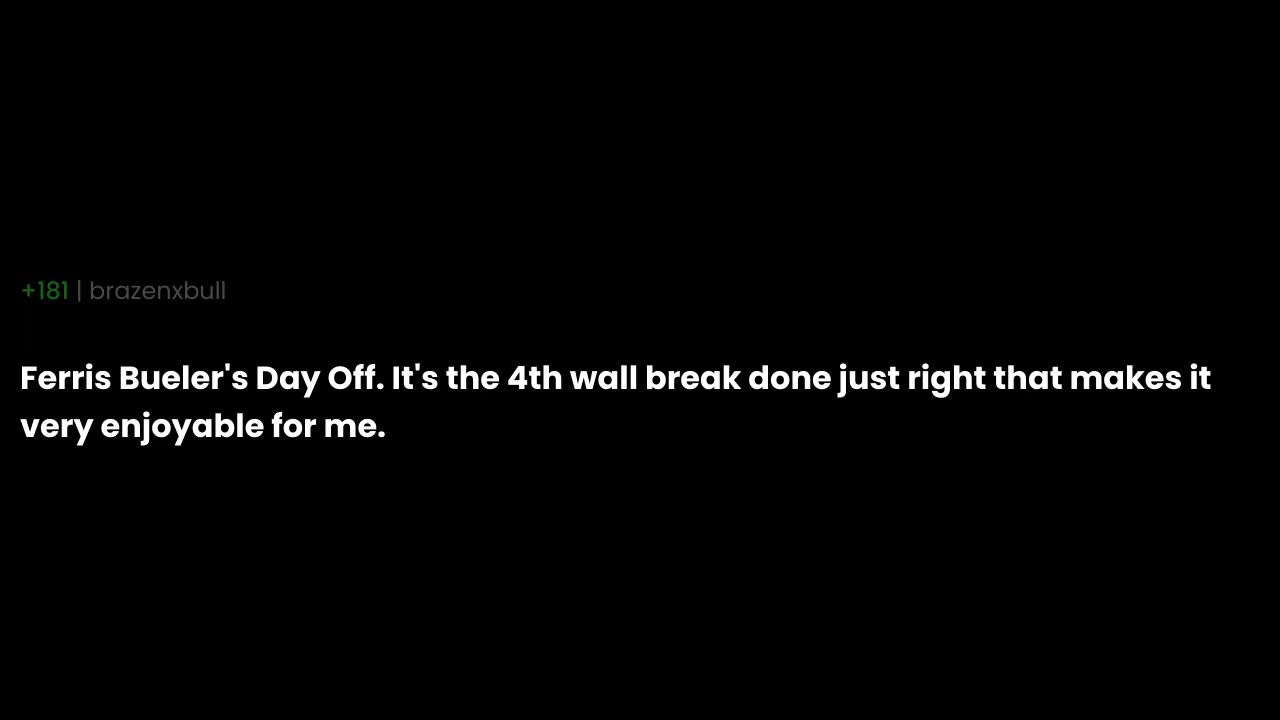 +181 | brazenxbull
Ferris Bueler's Day Off. It's the 4th wall break done just right that makes it
very enjoyable for me.